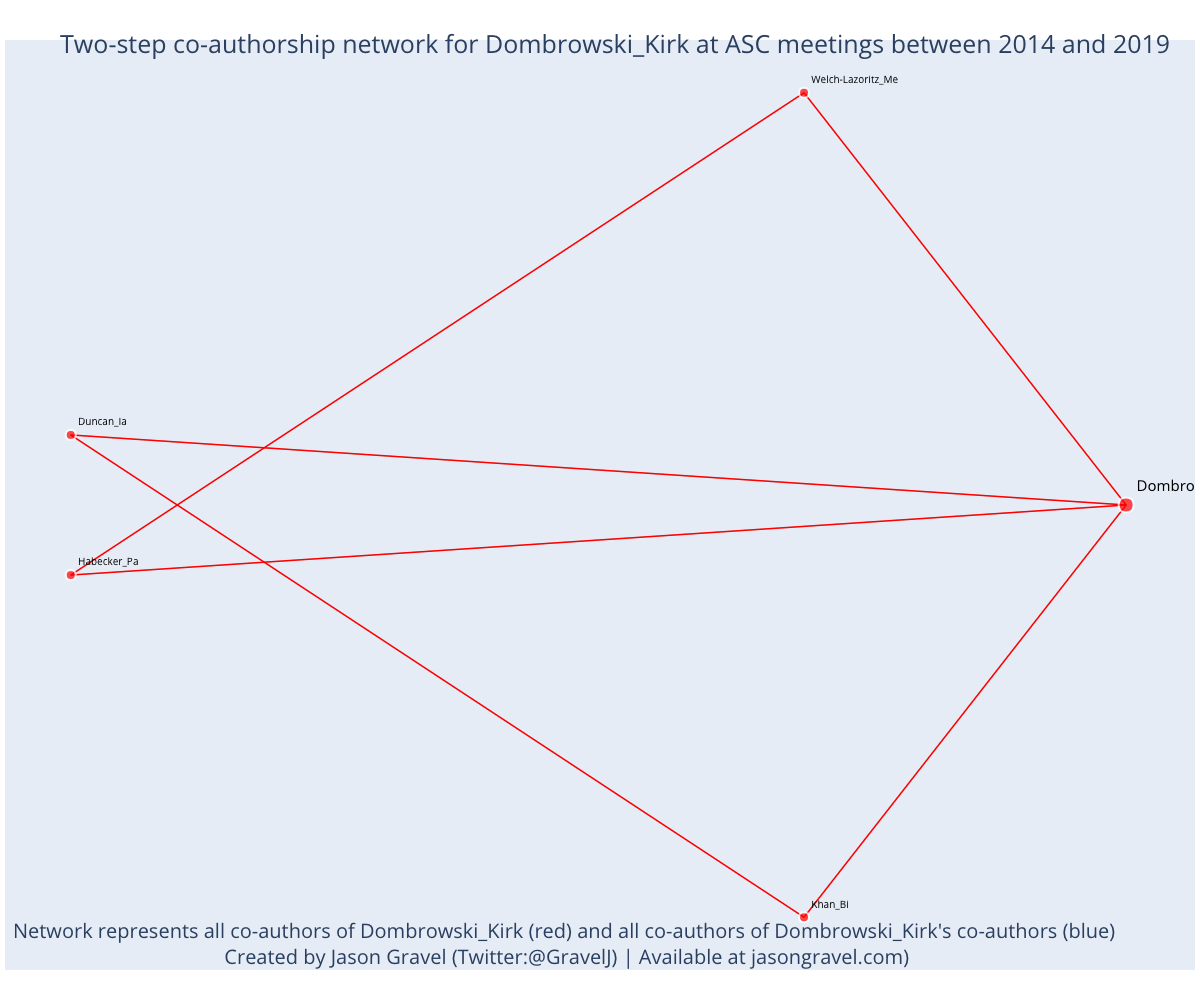 Two-step co-authorship network for Dombrowski_Kirk at ASC meetings between 2014 and 2019
Welch-Lazoritz_Me
Duncan_Ia
Dombro
Habecker_Pa
Khan_Bi
Network represents all co-authors of Dombrowski_Kirk (red) and all co-authors of Dombrowski_Kirk's co-authors (blue)
Created by Jason Gravel (Twitter:@GravelJ) | Available at jasongravel.com)